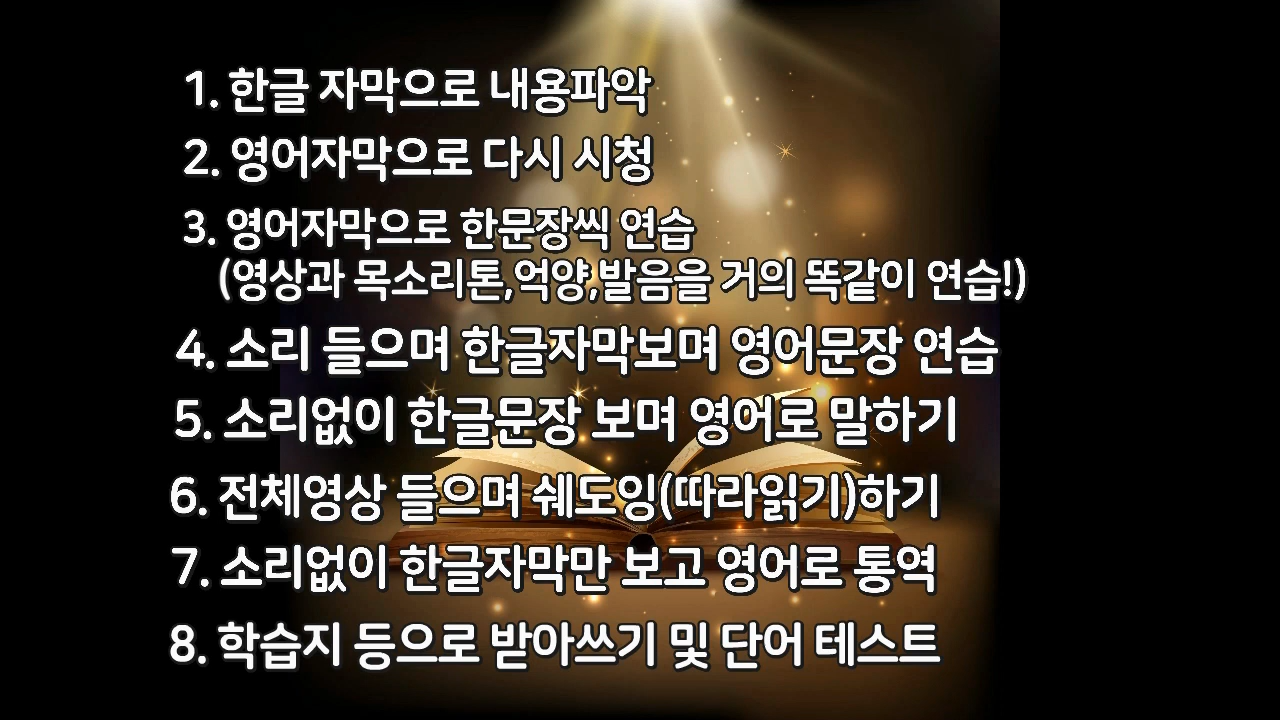 1. 한글 자막으로 내용파악
2. 영어자막으로 다시 시청
3. 영어자막으로 한문장씩 연습
(영상과 목소리톤,억양,발음을 거의 똑같이 연습!)
4. 소리 들으며 한글자막보며 영어문장 연습
5. 소리없이 한글문장 보며 영어로 말하기
6. 전체영상 들으며 쉐도잉(따라읽기)하기
7. 소리없이 한글자막만 보고 영어로 통역
8. 학습지 등으로 받아쓰기 및 단어 테스트